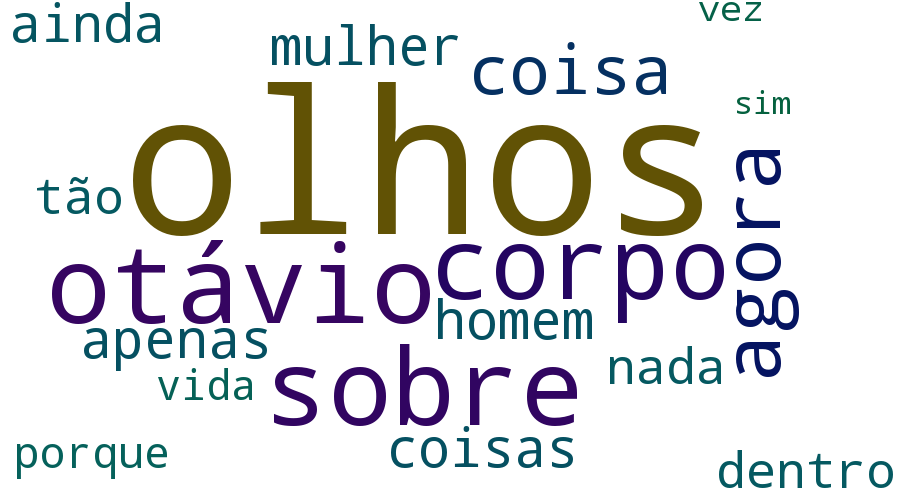 ainda
vez
mulher
coisa
sim
olhos
tão
agora
otávio
corpo
apenas
homem
vida
sobre
nada
porque
coisas
dentro